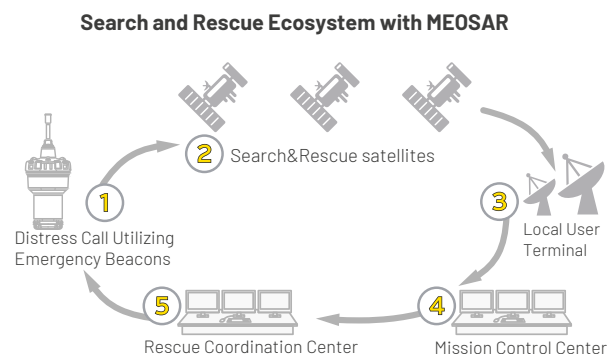 Search and Rescue Ecosystem with MEOSAR
2 Search&Rescue satellites
1
Distress Call Utilizing
Emergency Beacons
3
Local User
Terminal
5
Rescue Coordination Center
4
Mission Control Center